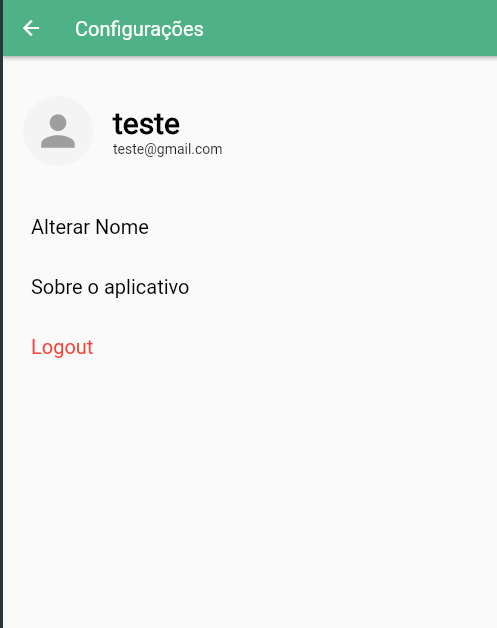 Configurações
teste
teste@gmail.com
Alterar Nome
Sobre o aplicativo
Logout